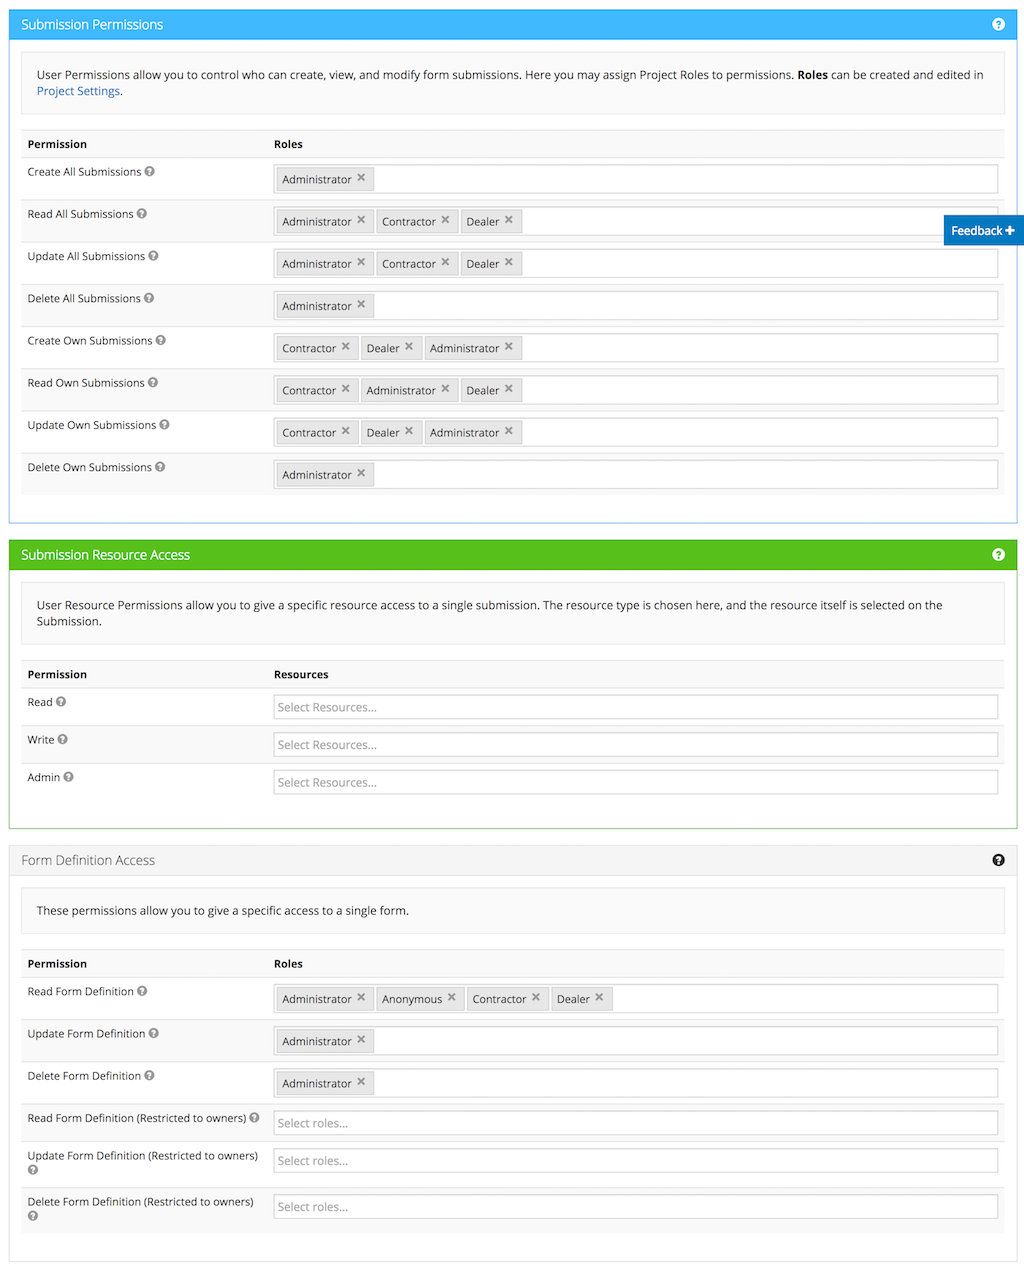 Submission Permissions
User Permissions allow you to control who can create, view, and modify form submissions. Here you may assign Project Roles to permissions. Roles can be created and edited in
Project Settings.
Permission Roles
Create All Submissions Administrator
Read All Submissions Administrator Contractor Dealer
Feedback +
Update All Submissions Administrator Contractor Dealer
Delete All Submissions Administrator
Create Own Submissions Contractor Dealer Administrator
Read Own Submissions Contractor Administrator Dealer
Update Own Submissions Contractor Dealer Administrator
Delete Own Submissions Administrator
Submission Resource Access
User Resource Permissions allow you to give a specific resource access to a single submission. The resource type is chosen here, and the resource itself is selected on the
Submission.
Permission Resources
Read Select Resources...
Write Select Resources...
Admin Select Resources...
Form Definition Access
These permissions allow you to give a specific access to a single form.
Permission Roles
Read Form Definition Administrator Anonymous Contractor Dealer
Update Form Definition Administrator
Delete Form Definition Administrator
Read Form Definition (Restricted to owners) Select roles...
Update Form Definition (Restricted to owners) Select roles...
Delete Form Definition (Restricted to owners) Select roles...